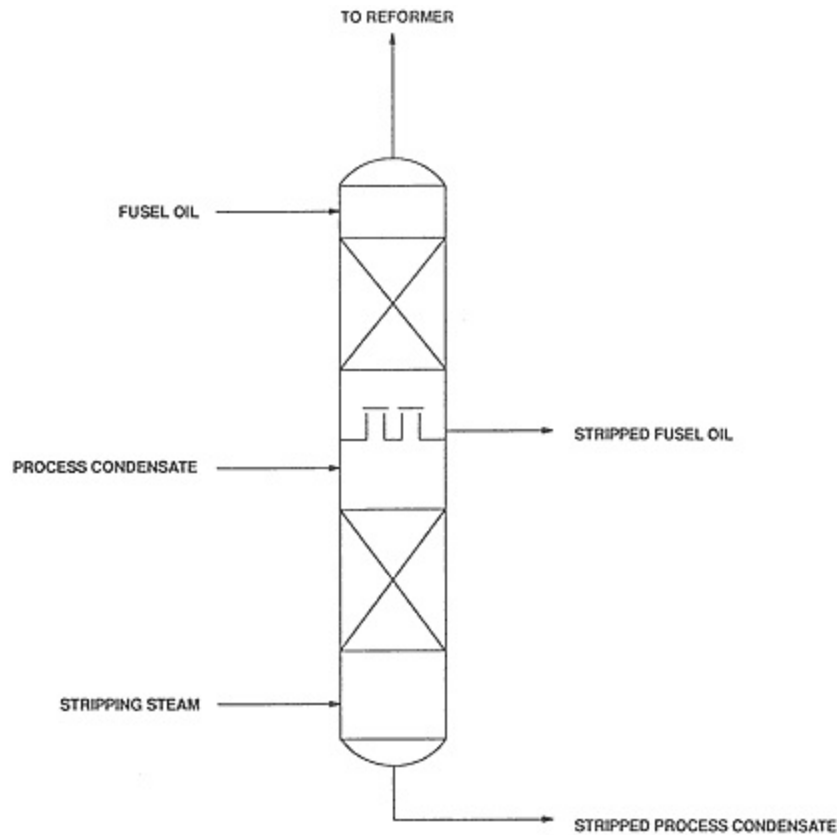 TO REFORMER
FUSEL OIL
STRIPPED FUSEL OIL
PROCESS CONDENSATE
STRIPPING STEAM
STRIPPED PROCESS CONDENSATE